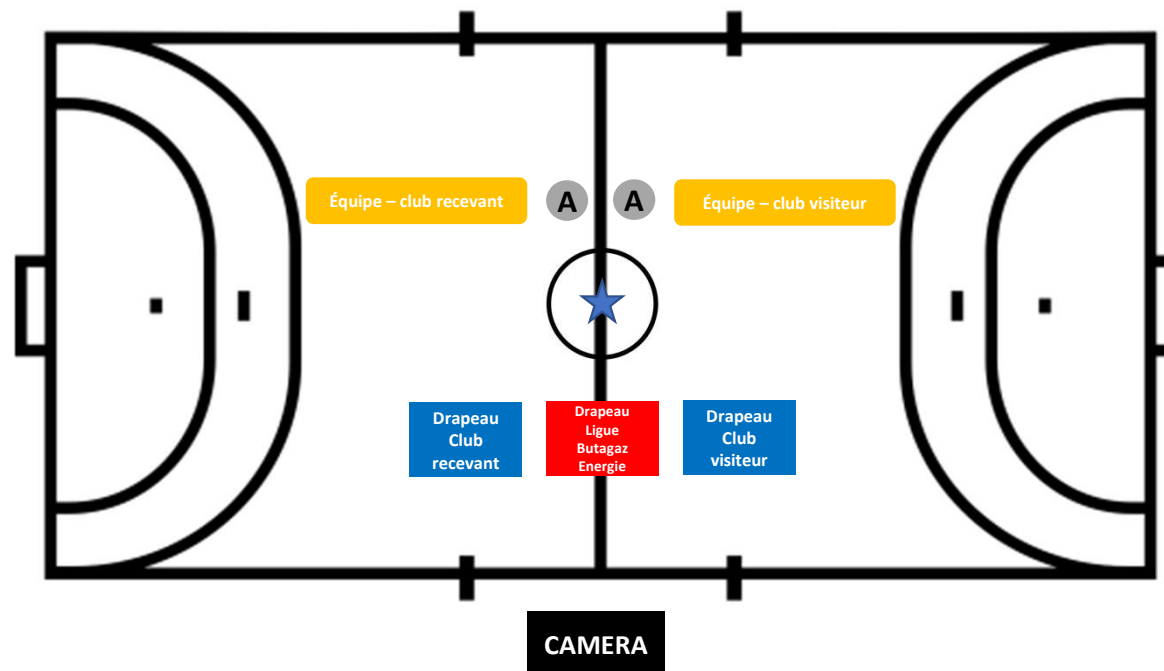 Équipe – club recevant
A
A
Équipe – club visiteur
Drapeau
Club
recevant
Drapeau
Ligue
Butagaz
Energie
Drapeau
Club
visiteur
CAMERA